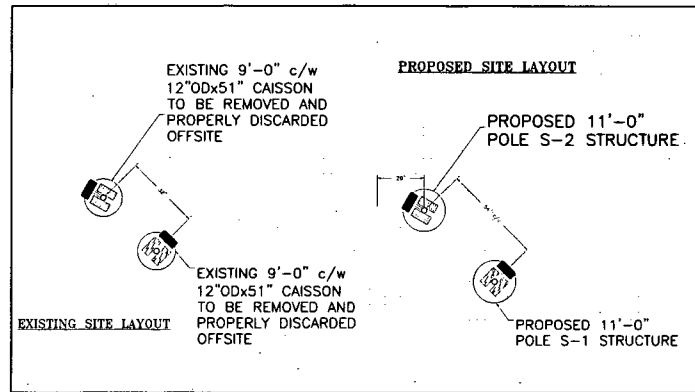 EXISTING 9'-0" c/w
12"ODx51" CAISSON
TO BE REMOVED AND
PROPERLY DISCARDED
OFFSITE
EXISTING 9'-0" c/w
12"ODx51" CAISSON
TO BE REMOVED AND
PROPERLY DISCARDED
OFFSITE
EXISTING SITE LAYOUT
PROPOSED SITE LAYOUT
PROPOSED 11'-0"
POLE S-2 STRUCTURE
PROPOSED 11'-0"
POLE S-1 STRUCTURE